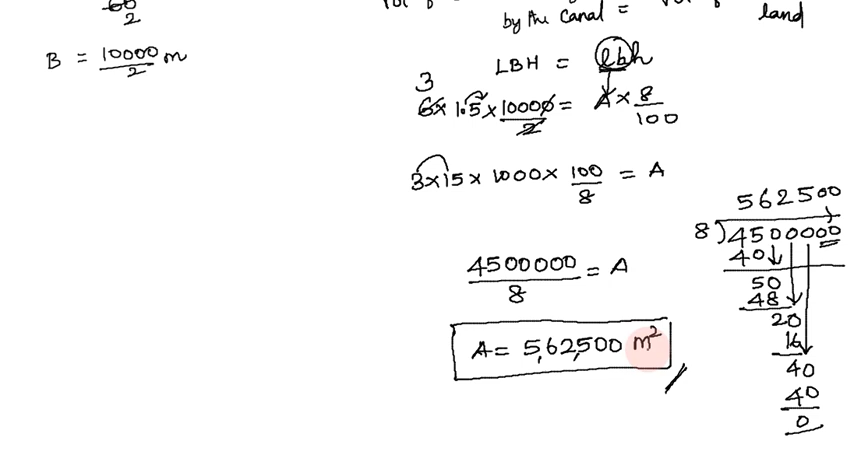 60
2
by the Canal = land
B = 10000/2 m
LBH = lbh
3
6 × 1.5 × 10000/2 = A × 8/100
3 × 15 × 1000 × 100/8 = A
4500000/8 = A
A = 5,62,500 m²
562500
8)4500000
40
50
48
20
16
40
40
0